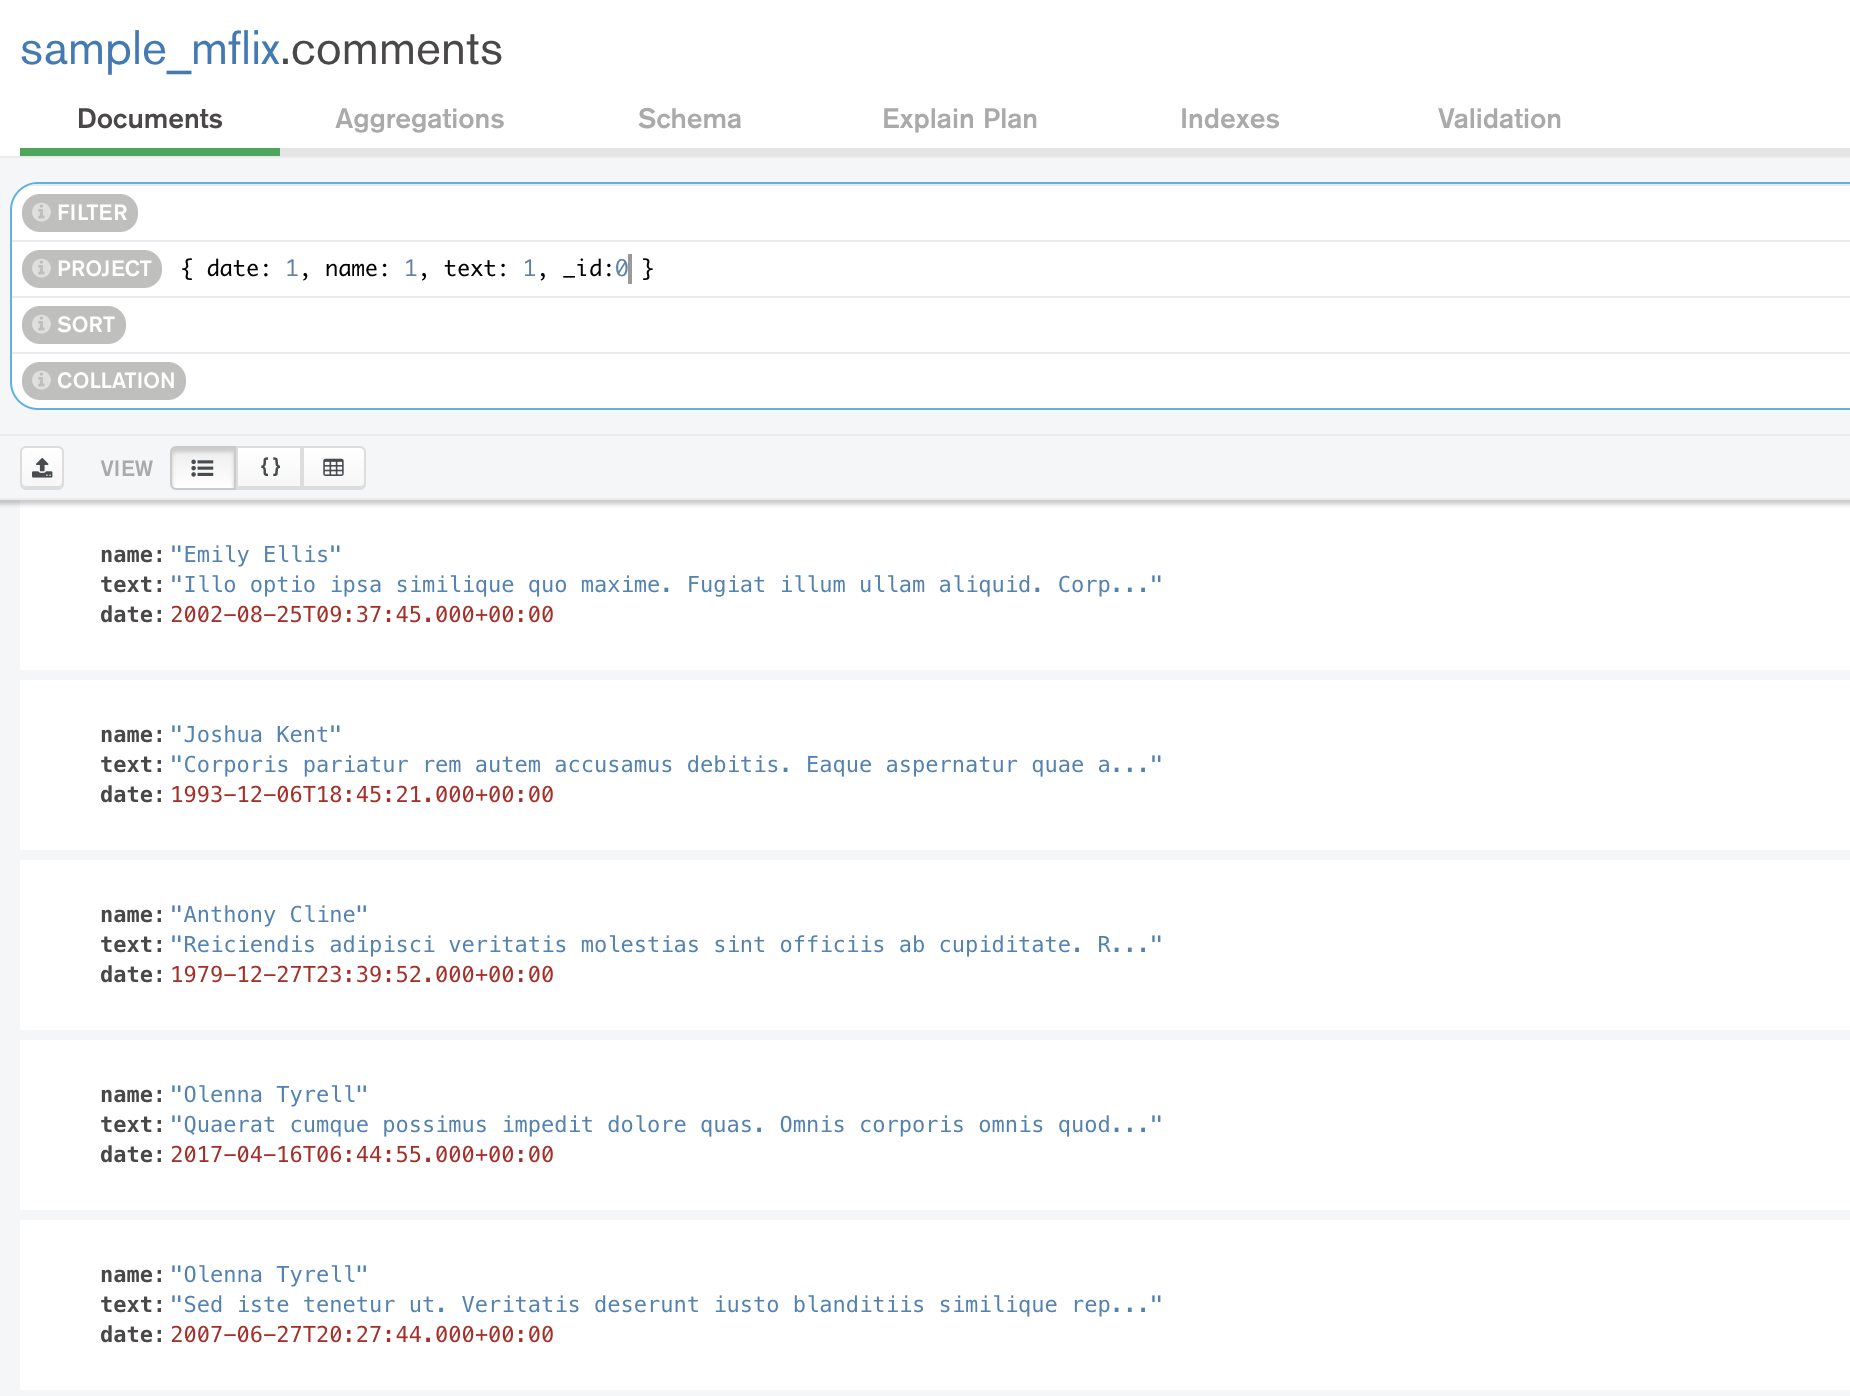 sample_mflix.comments
Documents Aggregations Schema Explain Plan Indexes Validation
FILTER
PROJECT { date: 1, name: 1, text: 1, _id:0 }
SORT
COLLATION
VIEW {}
name:"Emily Ellis"
text:"Illo optio ipsa similique quo maxime. Fugiat illum ullam aliquid. Corp..."
date:2002-08-25T09:37:45.000+00:00
name:"Joshua Kent"
text:"Corporis pariatur rem autem accusamus debitis. Eaque aspernatur quae a..."
date:1993-12-06T18:45:21.000+00:00
name:"Anthony Cline"
text:"Reiciendis adipisci veritatis molestias sint officiis ab cupiditate. R..."
date:1979-12-27T23:39:52.000+00:00
name:"Olenna Tyrell"
text:"Quaerat cumque possimus impedit dolore quas. Omnis corporis omnis quod..."
date:2017-04-16T06:44:55.000+00:00
name:"Olenna Tyrell"
text:"Sed iste tenetur ut. Veritatis deserunt iusto blanditiis similique rep..."
date:2007-06-27T20:27:44.000+00:00